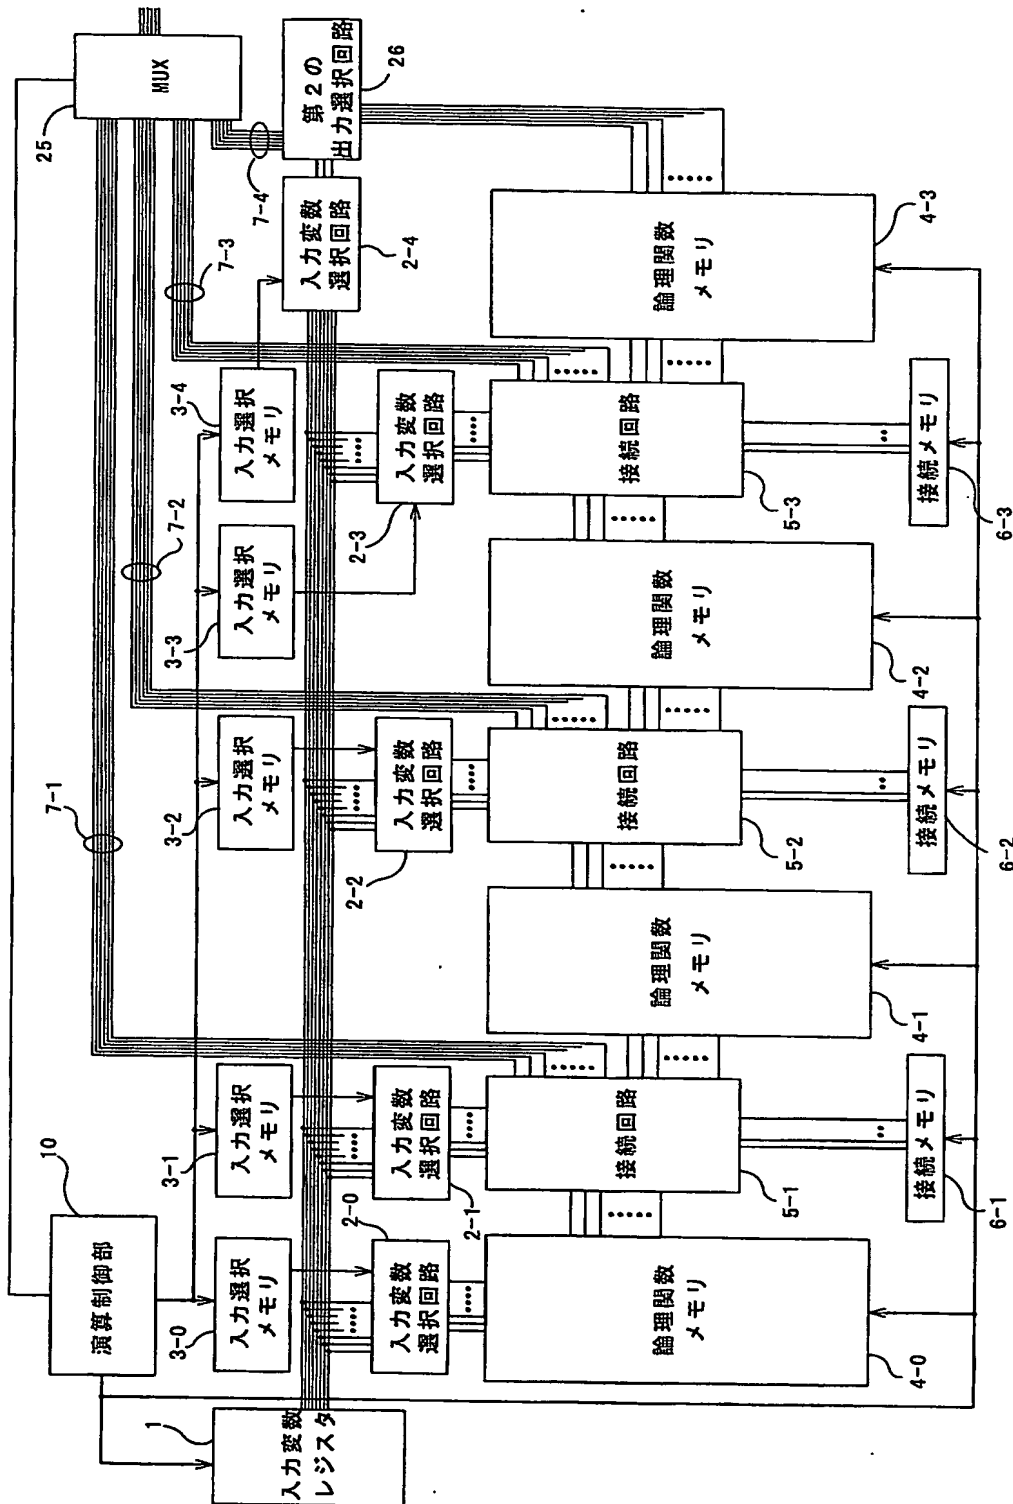 演算制御部
10
入力変数
レジスタ
1
入力選択
メモリ
3-0
入力選択
メモリ
3-1
入力選択
メモリ
3-2
入力選択
メモリ
3-3
入力選択
メモリ
3-4
MUX
25
7-1
7-2
7-3
7-4
入力変数
選択回路
2-0
入力変数
選択回路
2-1
入力変数
選択回路
2-2
入力変数
選択回路
2-3
入力変数
選択回路
2-4
第2の
出力選択回路
26
論理関数
メモリ
4-0
接続回路
5-1
論理関数
メモリ
4-1
接続回路
5-2
論理関数
メモリ
4-2
接続回路
5-3
論理関数
メモリ
4-3
接続メモリ
6-1
接続メモリ
6-2
接続メモリ
6-3